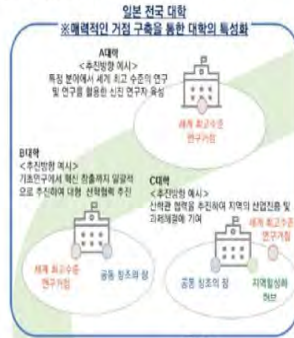 일본 전국 대학
※매력적인 거점 구축을 통한 대학의 특성화
A대학
<추진방향 예시>
특정 분야에서 세계 최고 수준의 연구
및 연구를 활용한 신진 연구자 육성
세계 최고수준
연구거점
B대학
<추진방향 예시>
기초연구에서 혁신 창출까지 일괄적
으로 추진하여 대형 산학협력 추진
세계 최고수준
연구거점
공동 창조의 장
C대학
<추진방향 예시>
산학관 협력을 추진하여 지역의 산업진흥 및
과제해결에 기여
세계 최고수준
연구거점
공동 창조의 장
지역활성화
허브